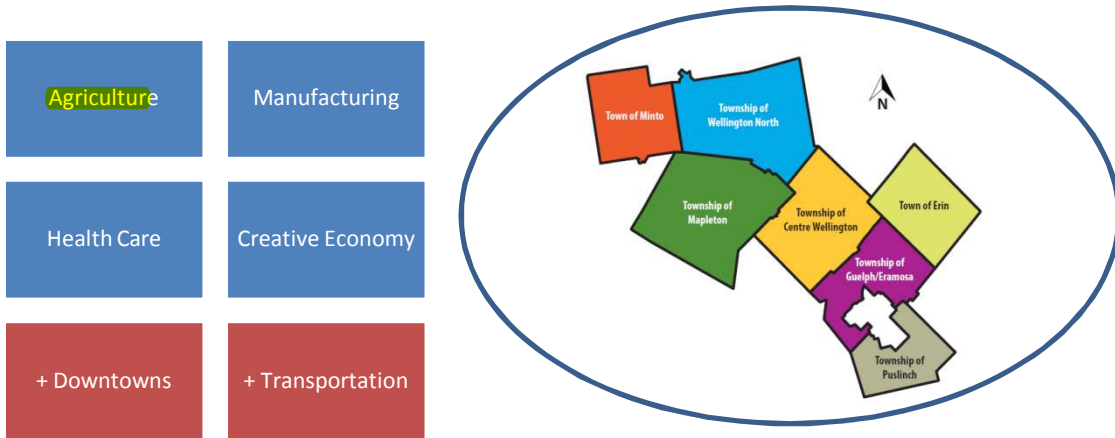 Agriculture
Manufacturing
Health Care
Creative Economy
+ Downtowns
+ Transportation
Town of Minto
Township of
Wellington North
N
Township of
Mapleton
Township of
Centre Wellington
Town of Erin
Township of
Guelph/Eramosa
Township of
Puslinch